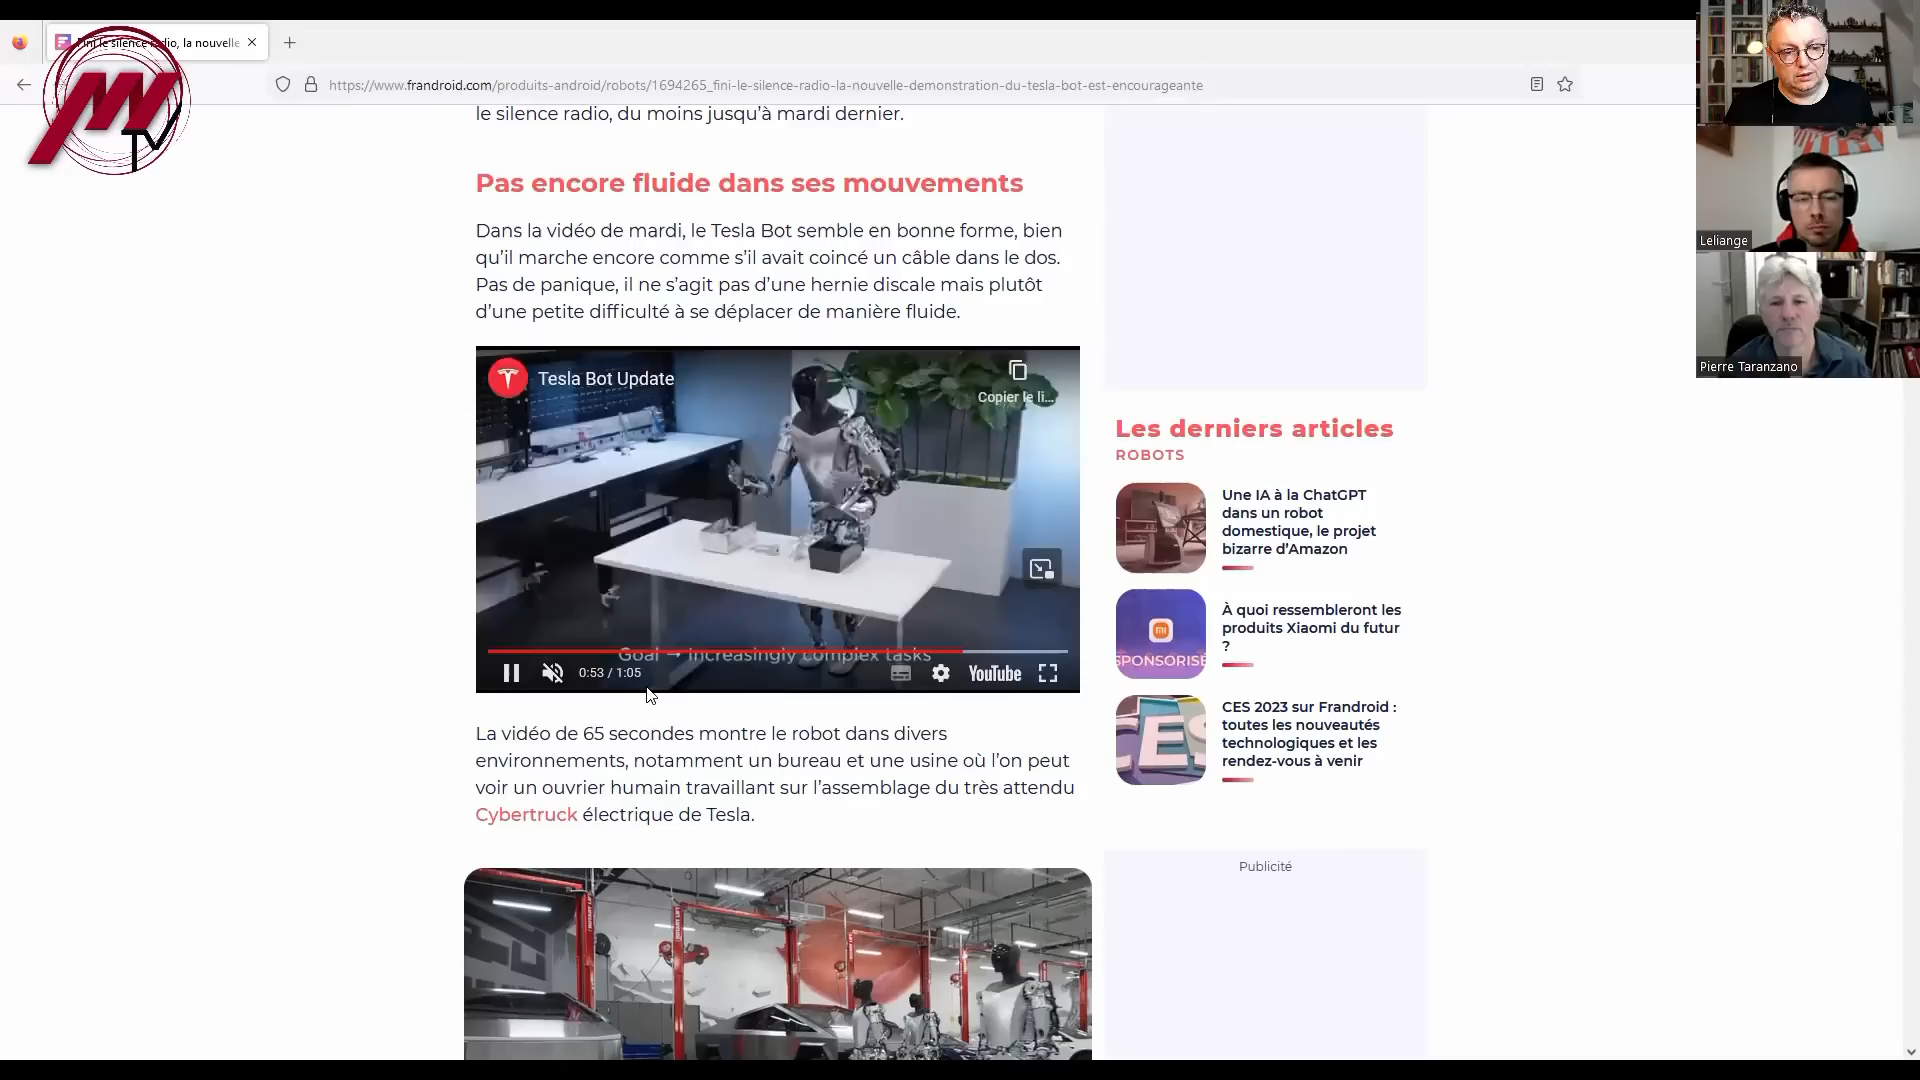 Fini le silence radio, la nouvelle
https://www.frandroid.com/produits-android/robots/1694265_fini-le-silence-radio-la-nouvelle-demonstration-du-tesla-bot-est-encourageante
TV
le silence radio, du moins jusqu’à mardi dernier.
Pas encore fluide dans ses mouvements
Dans la vidéo de mardi, le Tesla Bot semble en bonne forme, bien
qu’il marche encore comme s’il avait coincé un câble dans le dos.
Pas de panique, il ne s’agit pas d’une hernie discale mais plutôt
d’une petite difficulté à se déplacer de manière fluide.
Tesla Bot Update
Copier le li...
Goal → Increasingly complex tasks
0:53 / 1:05
YouTube
La vidéo de 65 secondes montre le robot dans divers
environnements, notamment un bureau et une usine où l’on peut
voir un ouvrier humain travaillant sur l’assemblage du très attendu
Cybertruck électrique de Tesla.
Les derniers articles
ROBOTS
Une IA à la ChatGPT
dans un robot
domestique, le projet
bizarre d’Amazon
À quoi ressembleront les
produits Xiaomi du futur
?
SPONSORISÉ
CES 2023 sur Frandroid :
toutes les nouveautés
technologiques et les
rendez-vous à venir
CES
Publicité
Leliange
Pierre Taranzano